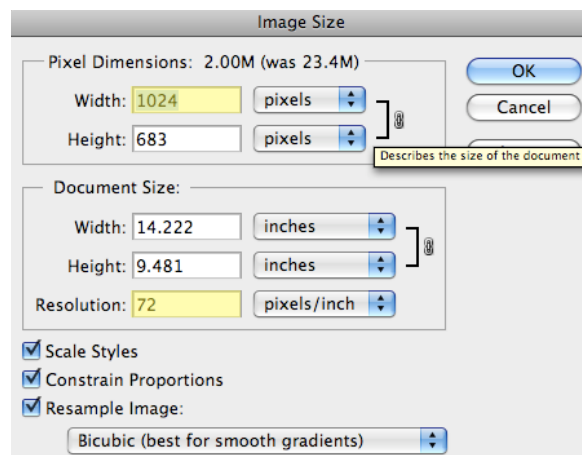 Image Size
Pixel Dimensions: 2.00M (was 23.4M)
OK
Width: 1024 pixels
Cancel
Height: 683 pixels
Describes the size of the document
Document Size:
Width: 14.222 inches
Height: 9.481 inches
Resolution: 72 pixels/inch
Scale Styles
Constrain Proportions
Resample Image:
Bicubic (best for smooth gradients)